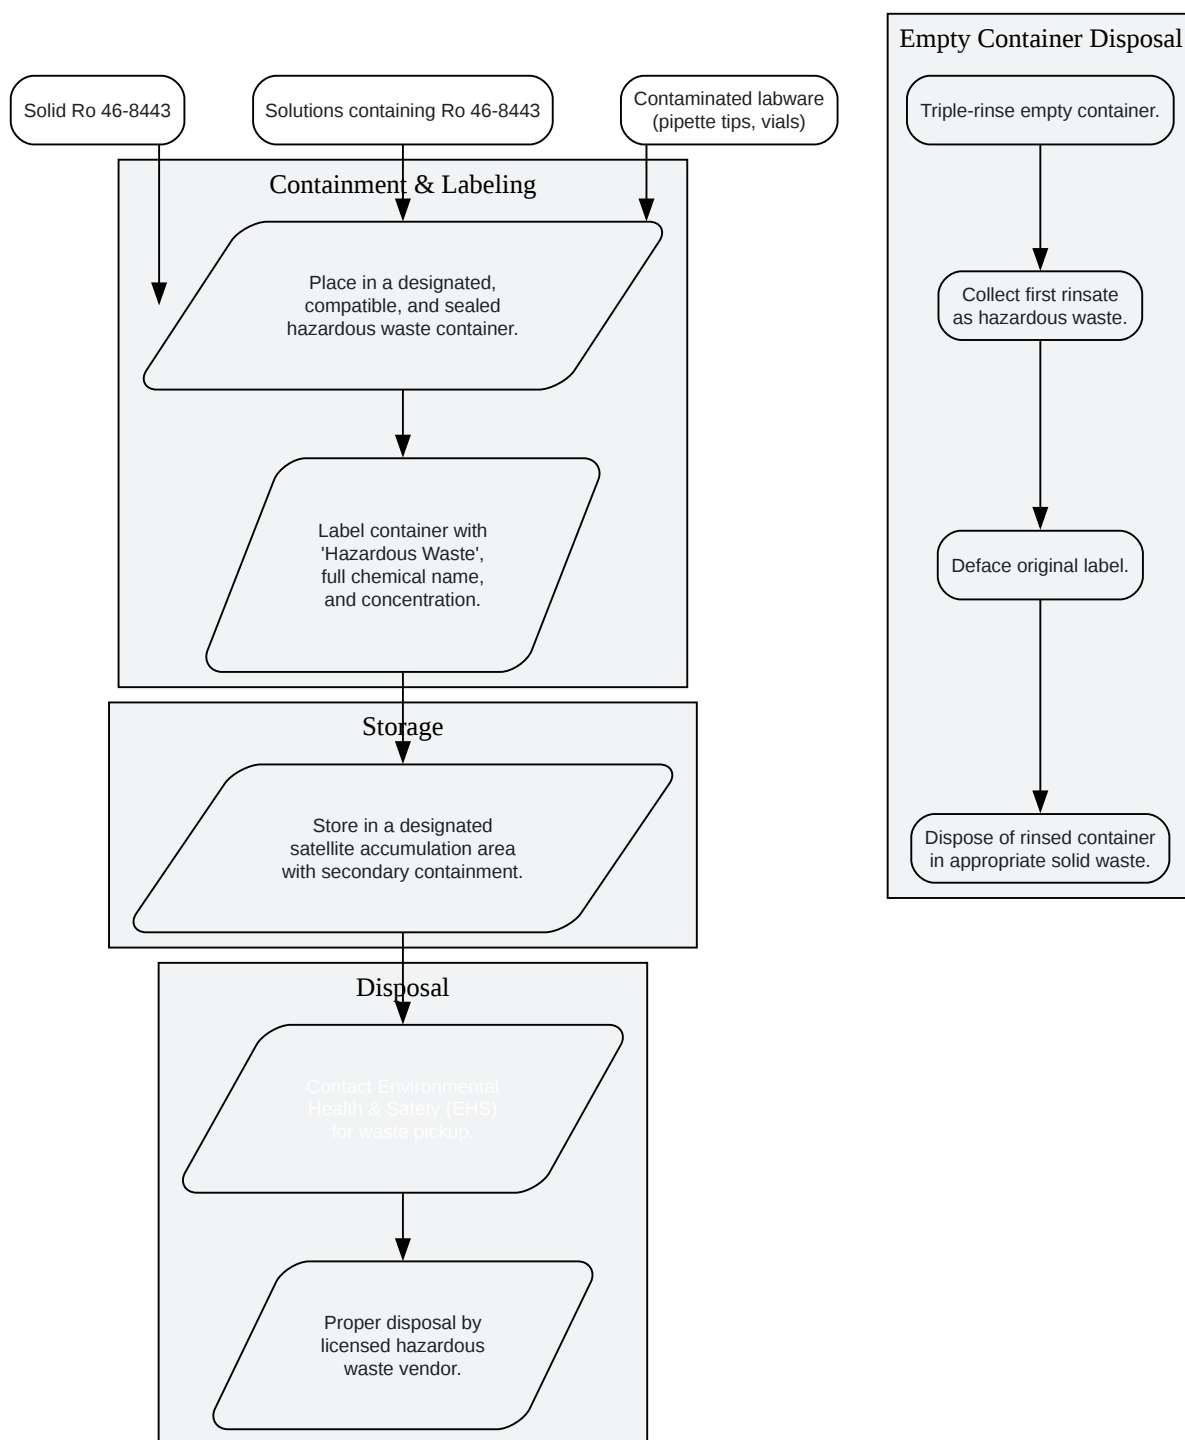 Solid Ro 46-8443
Solutions containing Ro 46-8443
Contaminated labware
(pipette tips, vials)
Containment & Labeling
Place in a designated,
compatible, and sealed
hazardous waste container.
Label container with
'Hazardous Waste',
full chemical name,
and concentration.
Storage
Store in a designated
satellite accumulation area
with secondary containment.
Disposal
Contact Environmental
Health & Safety (EHS)
for waste pickup.
Proper disposal by
licensed hazardous
waste vendor.
Empty Container Disposal
Triple-rinse empty container.
Collect first rinsate
as hazardous waste.
Deface original label.
Dispose of rinsed container
in appropriate solid waste.